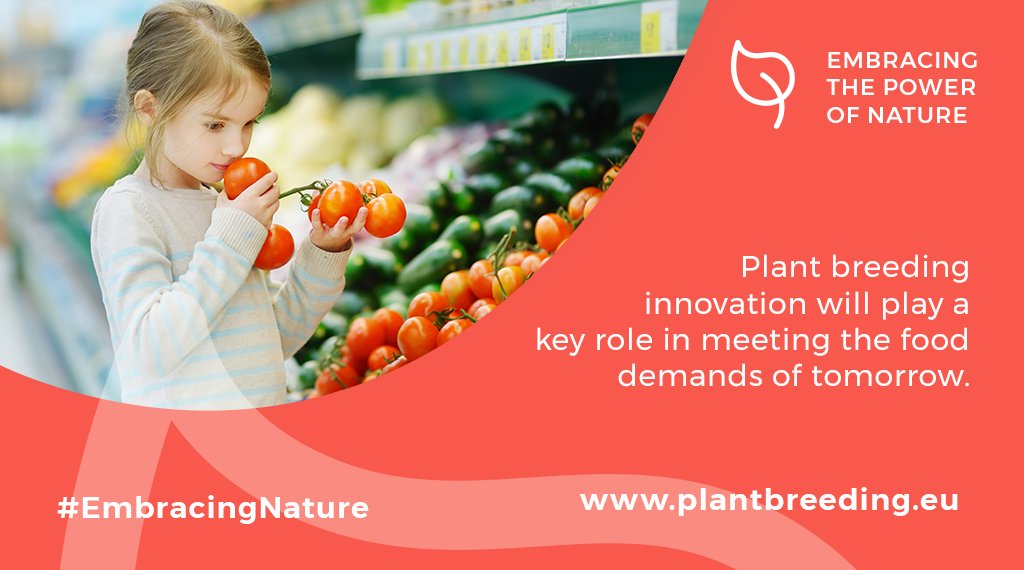 EMBRACING
THE POWER
OF NATURE
Plant breeding
innovation will play a
key role in meeting the food
demands of tomorrow.
#EmbracingNature
www.plantbreeding.eu